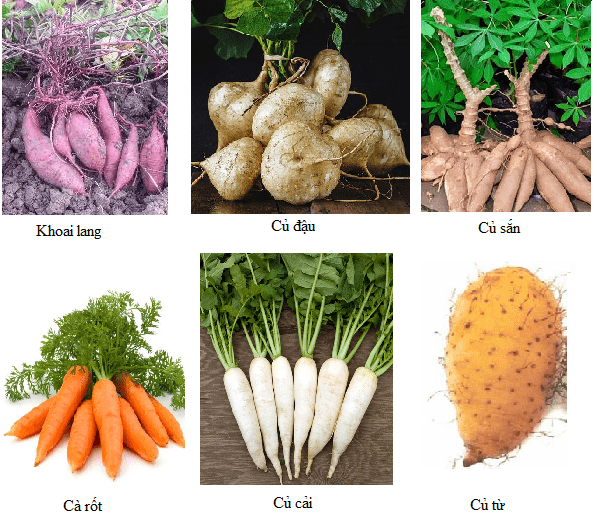 Khoai lang
Củ đậu
Củ sắn
Cà rốt
Củ cải
Củ từ